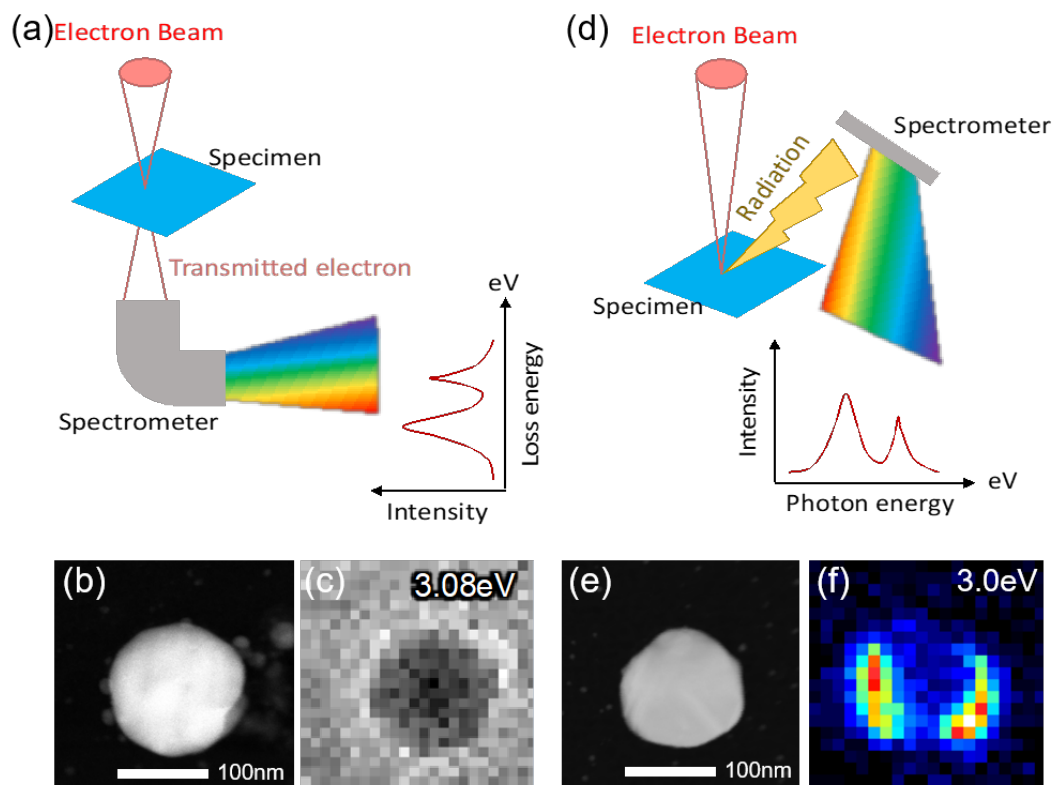 (a)
Electron Beam
Specimen
Transmitted electron
eV
Loss energy
Spectrometer
Intensity
(d)
Electron Beam
Spectrometer
Radiation
Specimen
Intensity
eV
Photon energy
(b)
100nm
(c)
3.08eV
(e)
100nm
(f)
3.0eV